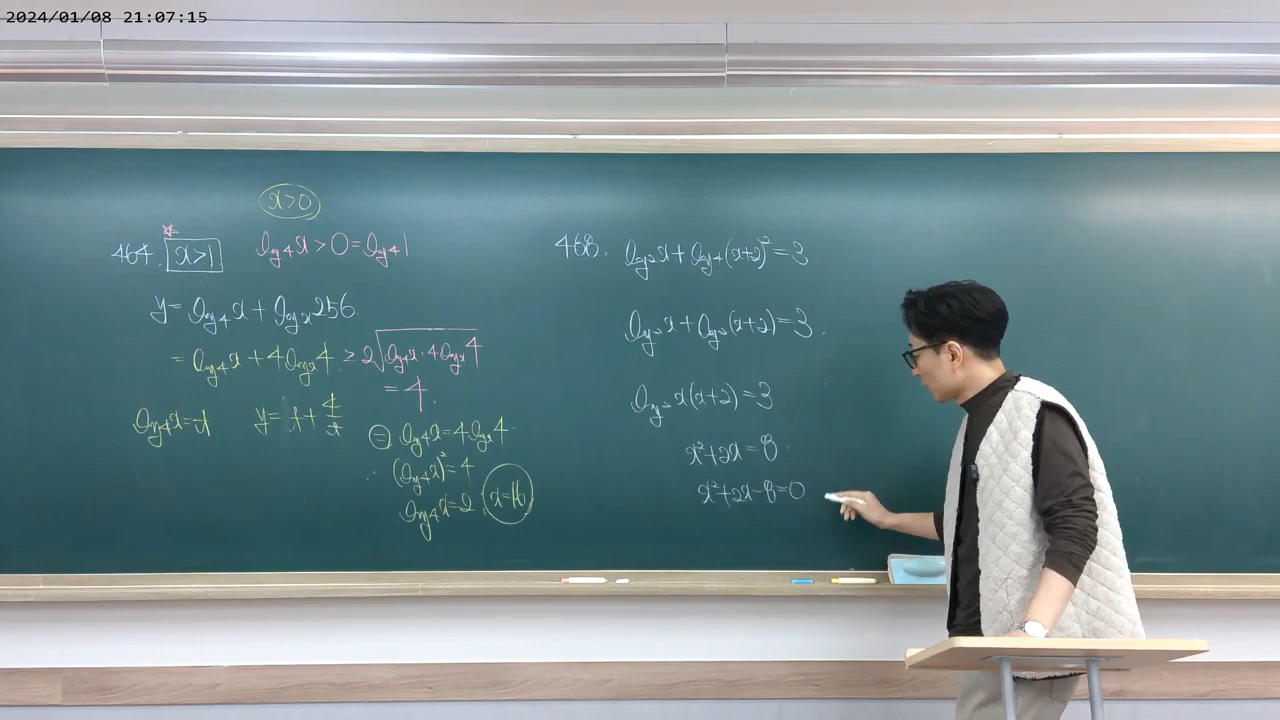 2024/01/08 21:07:15
x>0
464. x>1 log₄x > 0 = log₄1
y= log₄x + logₓ256
= log₄x + 4logₓ4 ≥ 2√(log₄x · 4logₓ4)
= 4.
log₄x=t y= t + 4/t
⊜ log₄x=4logₓ4
∴ (log₄x)²=4
log₄x=2 x=16
468. log₂x + log₄(x+2)²=3
log₂x + log₂(x+2)=3.
log₂x(x+2)=3
x²+2x=8
x²+2x-8=0